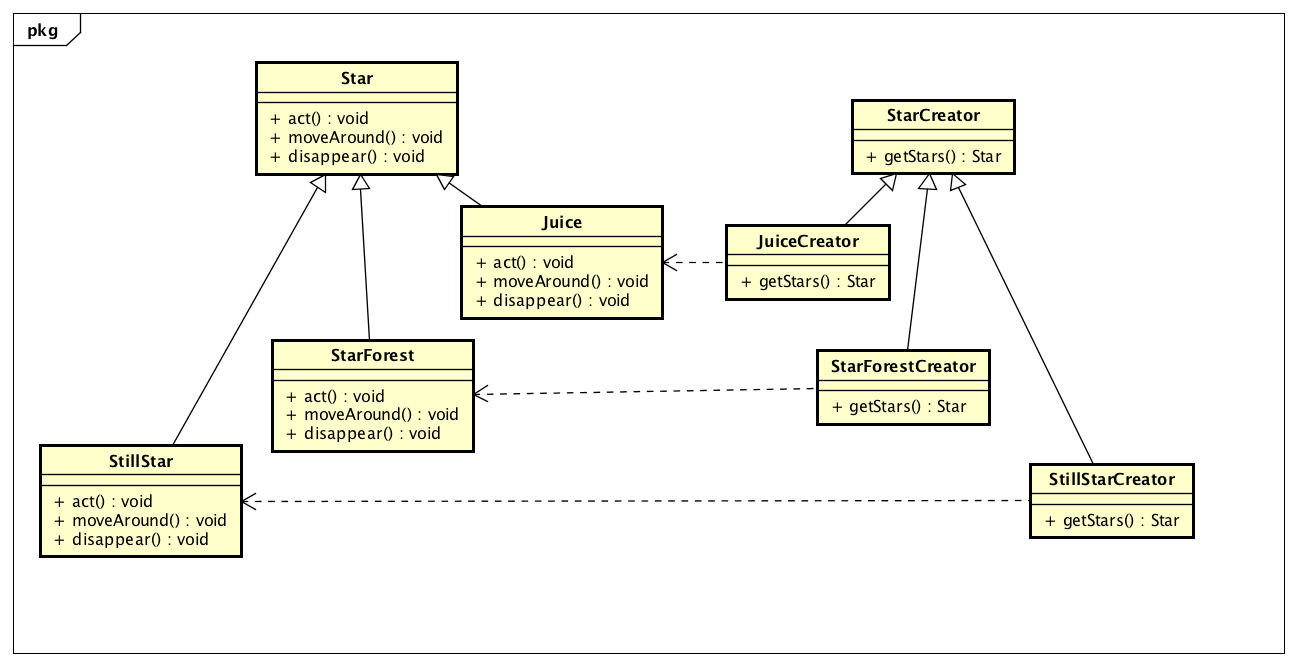 pkg
Star
+ act() : void
+ moveAround() : void
+ disappear() : void
StarCreator
+ getStars() : Star
Juice
+ act() : void
+ moveAround() : void
+ disappear() : void
JuiceCreator
+ getStars() : Star
StarForest
+ act() : void
+ moveAround() : void
+ disappear() : void
StarForestCreator
+ getStars() : Star
StillStar
+ act() : void
+ moveAround() : void
+ disappear() : void
StillStarCreator
+ getStars() : Star